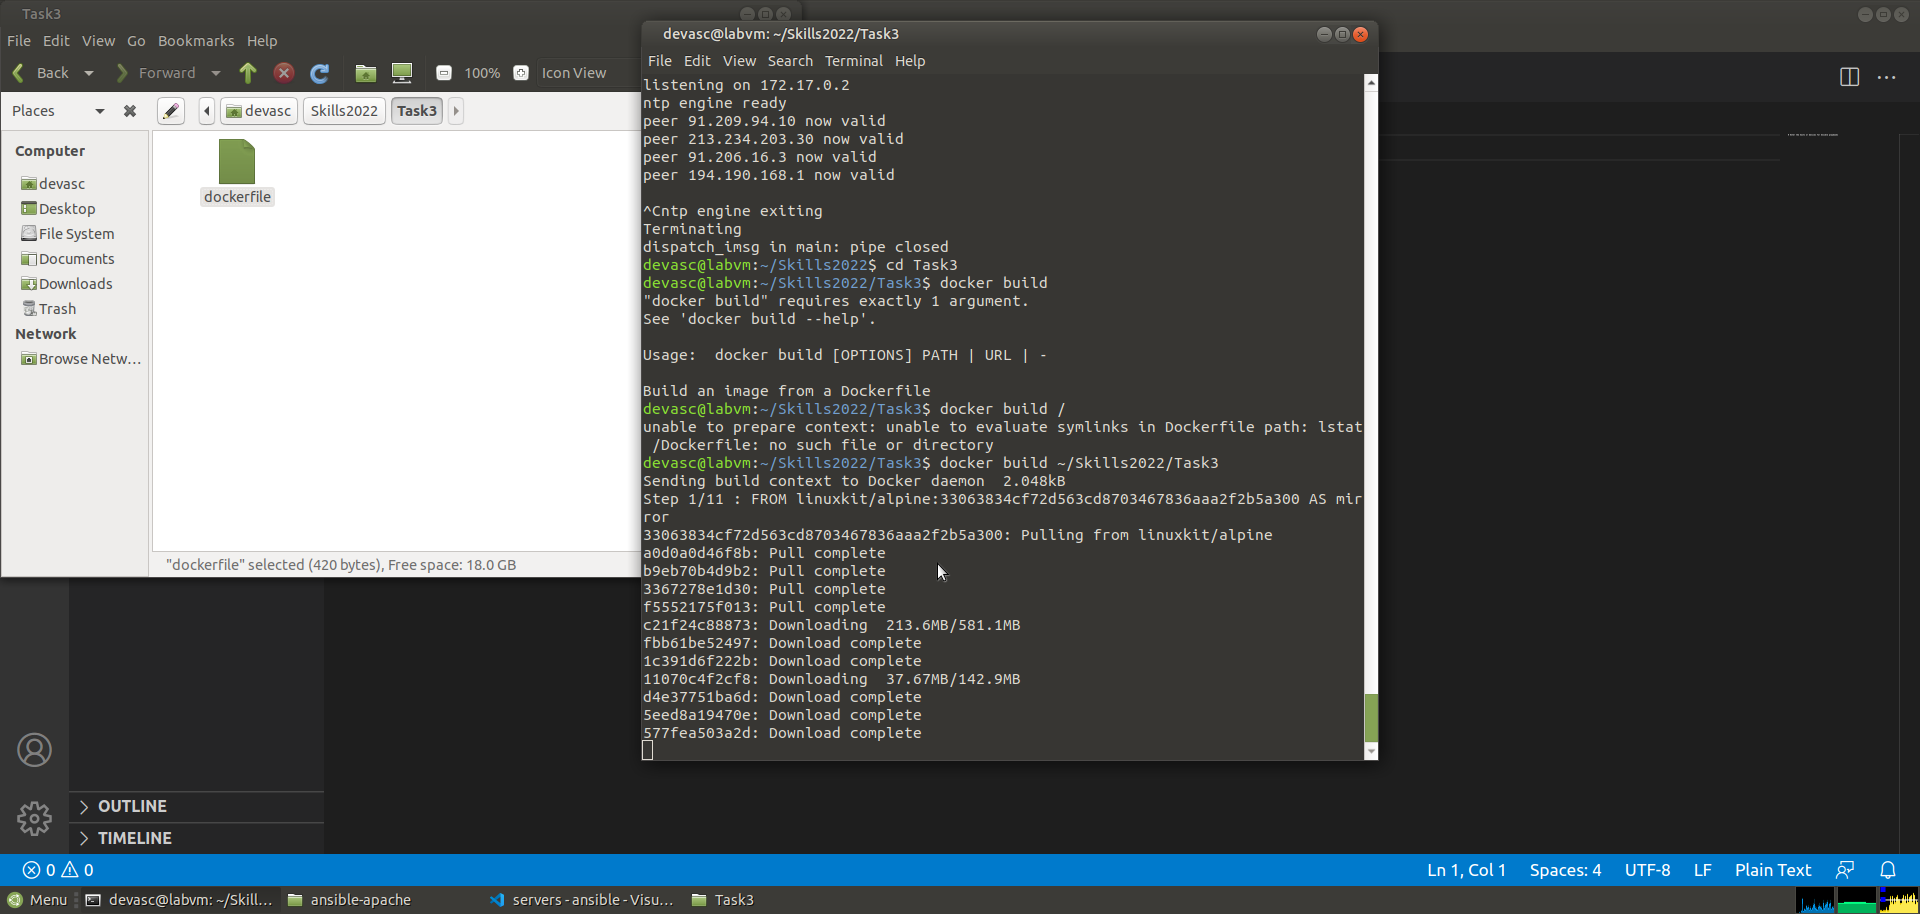 Task3
File Edit View Go Bookmarks Help
Back Forward 100% Icon View
Places devasc Skills2022 Task3
Computer
devasc
Desktop
File System
Documents
Downloads
Trash
Network
Browse Netw...
dockerfile
"dockerfile" selected (420 bytes), Free space: 18.0 GB
devasc@labvm: ~/Skills2022/Task3
File Edit View Search Terminal Help
listening on 172.17.0.2
ntp engine ready
peer 91.209.94.10 now valid
peer 213.234.203.30 now valid
peer 91.206.16.3 now valid
peer 194.190.168.1 now valid
^Cntp engine exiting
Terminating
dispatch_imsg in main: pipe closed
devasc@labvm:~/Skills2022$ cd Task3
devasc@labvm:~/Skills2022/Task3$ docker build
"docker build" requires exactly 1 argument.
See 'docker build --help'.
Usage:  docker build [OPTIONS] PATH | URL | -
Build an image from a Dockerfile
devasc@labvm:~/Skills2022/Task3$ docker build /
unable to prepare context: unable to evaluate symlinks in Dockerfile path: lstat
/Dockerfile: no such file or directory
devasc@labvm:~/Skills2022/Task3$ docker build ~/Skills2022/Task3
Sending build context to Docker daemon  2.048kB
Step 1/11 : FROM linuxkit/alpine:33063834cf72d563cd8703467836aaa2f2b5a300 AS mir
ror
33063834cf72d563cd8703467836aaa2f2b5a300: Pulling from linuxkit/alpine
a0d0a0d46f8b: Pull complete
b9eb70b4d9b2: Pull complete
3367278e1d30: Pull complete
f5552175f013: Pull complete
c21f24c88873: Downloading  213.6MB/581.1MB
fbb61be52497: Download complete
1c391d6f222b: Download complete
11070c4f2cf8: Downloading  37.67MB/142.9MB
d4e37751ba6d: Download complete
5eed8a19470e: Download complete
577fea503a2d: Download complete
OUTLINE
TIMELINE
0 0 Ln 1, Col 1 Spaces: 4 UTF-8 LF Plain Text
Menu devasc@labvm: ~/Skill... ansible-apache servers - ansible - Visu... Task3